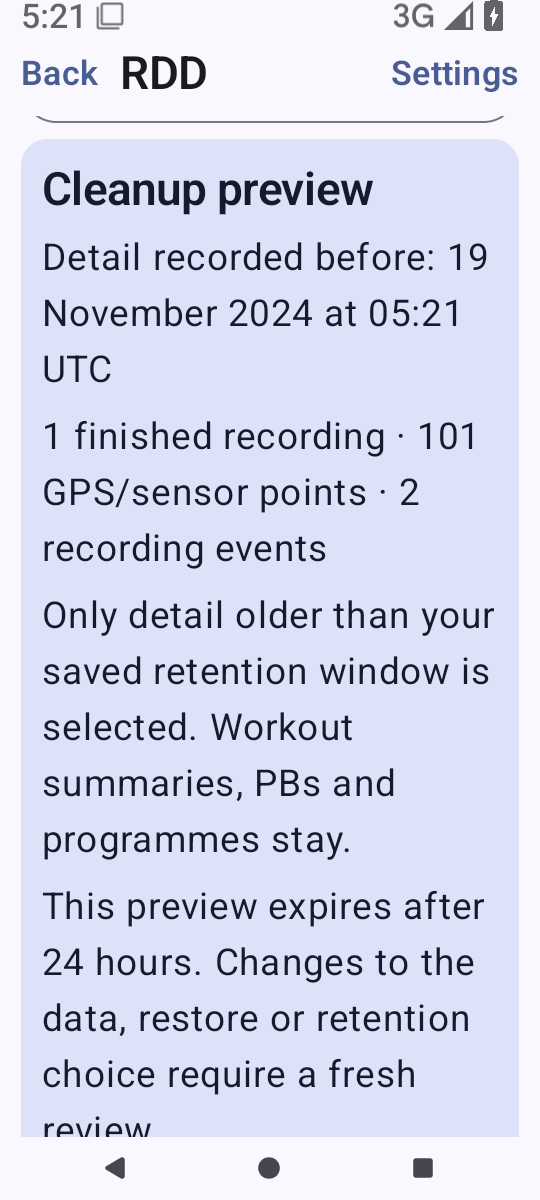 5:21
3G
Back RDD Settings
Cleanup preview
Detail recorded before: 19
November 2024 at 05:21
UTC
1 finished recording · 101
GPS/sensor points · 2
recording events
Only detail older than your
saved retention window is
selected. Workout
summaries, PBs and
programmes stay.
This preview expires after
24 hours. Changes to the
data, restore or retention
choice require a fresh
review